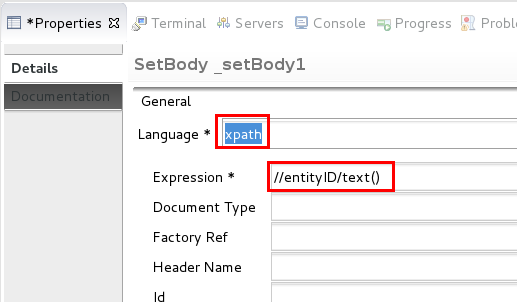 *Properties Terminal Servers Console Progress Proble
Details
Documentation
SetBody _setBody1
General
Language * xpath
Expression * //entityID/text()
Document Type
Factory Ref
Header Name
Id